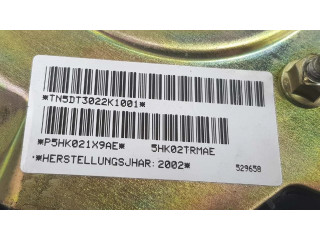 *TN5DT3022K1001*
*P5HK021X9AE* 5HK02TRMAE
*HERSTELLUNGSJHAR: 2002* 529658